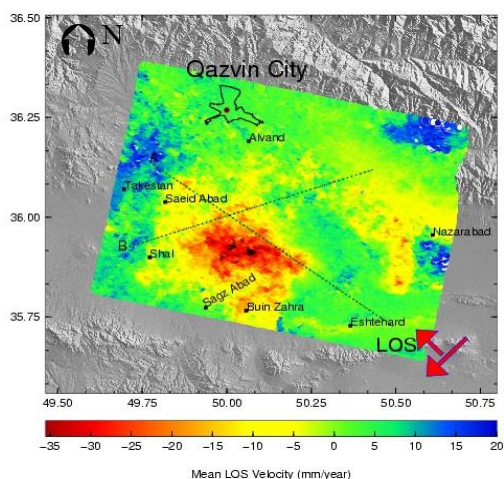 36.50
N
Qazvin City
36.25
Alvand
A
Takestan
Saeid Abad
36.00
B
Shal
Nazarabad
Sagz Abad
Buin Zahra
35.75
Eshtehard
LOS
49.50 49.75 50.00 50.25 50.50 50.75
−35 −30 −25 −20 −15 −10 −5 0 5 10 15 20
Mean LOS Velocity (mm/year)